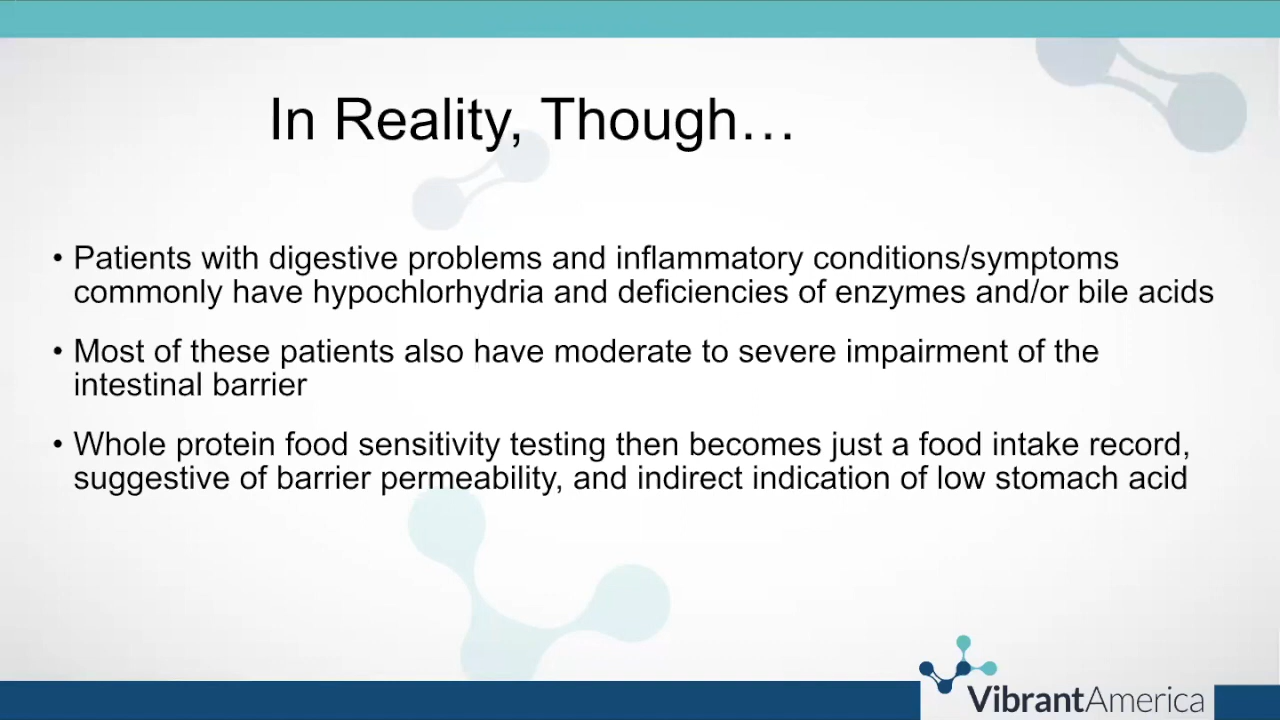 In Reality, Though…
• Patients with digestive problems and inflammatory conditions/symptoms
commonly have hypochlorhydria and deficiencies of enzymes and/or bile acids
• Most of these patients also have moderate to severe impairment of the
intestinal barrier
• Whole protein food sensitivity testing then becomes just a food intake record,
suggestive of barrier permeability, and indirect indication of low stomach acid
VibrantAmerica